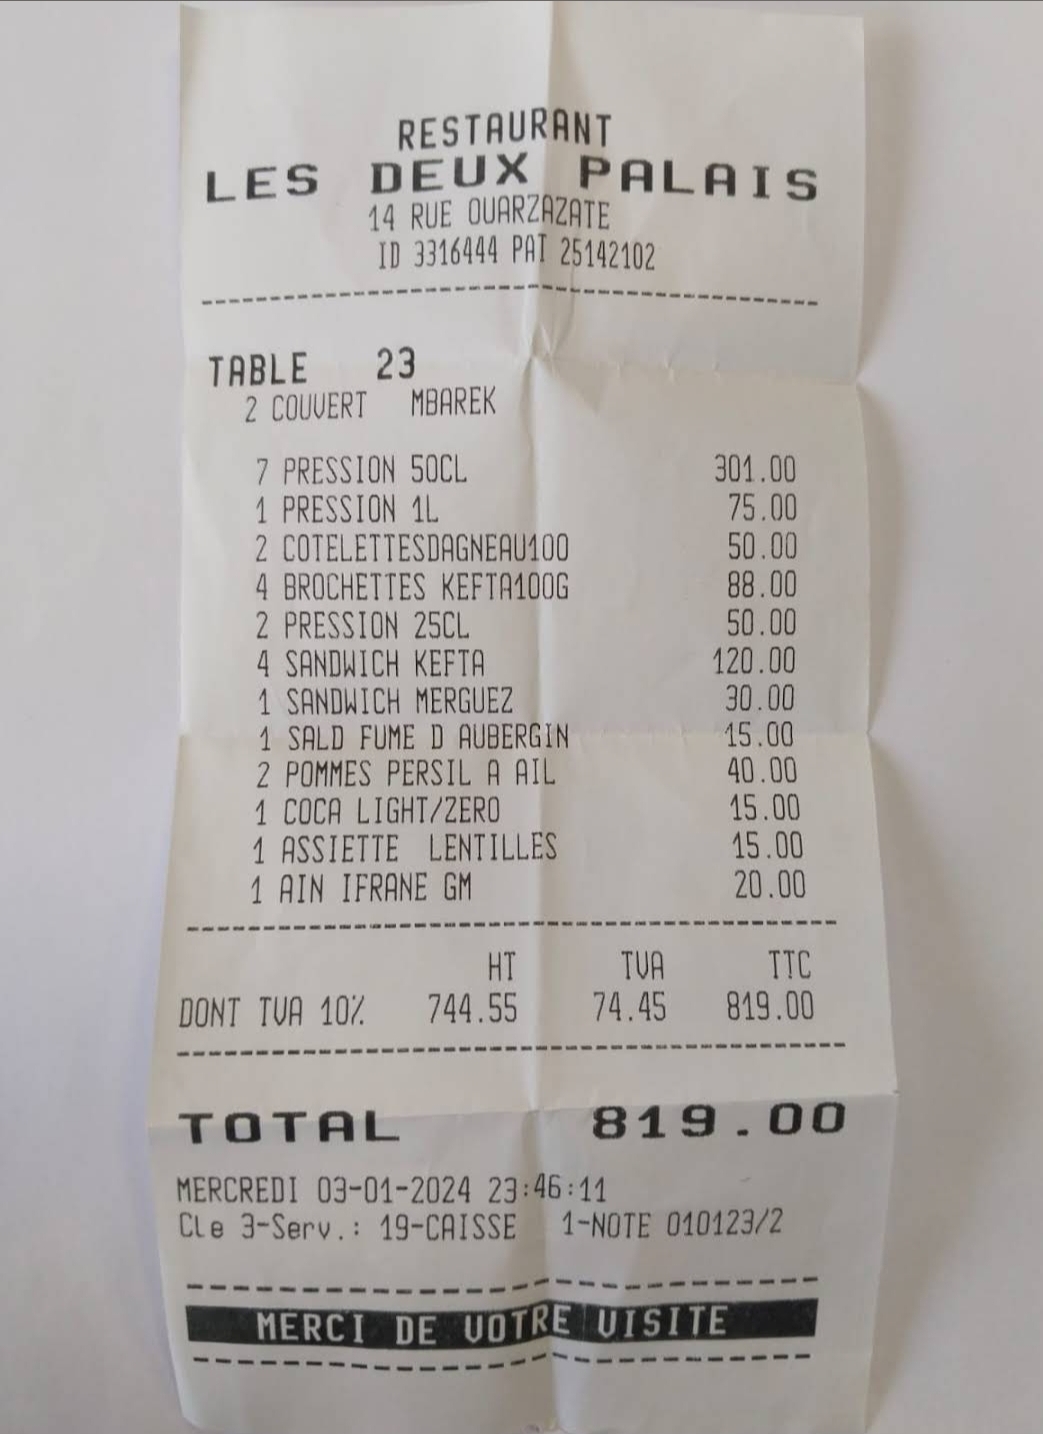 RESTAURANT
LES DEUX PALAIS
14 RUE OUARZAZATE
ID 3316444 PAT 25142102
TABLE 23
2 COUVERT MBAREK
7 PRESSION 50CL 301.00
1 PRESSION 1L 75.00
2 COTELETTESDAGNEAU100 50.00
4 BROCHETTES KEFTA100G 88.00
2 PRESSION 25CL 50.00
4 SANDWICH KEFTA 120.00
1 SANDWICH MERGUEZ 30.00
1 SALD FUME D AUBERGIN 15.00
2 POMMES PERSIL A AIL 40.00
1 COCA LIGHT/ZERO 15.00
1 ASSIETTE LENTILLES 15.00
1 AIN IFRANE GM 20.00
HT TVA TTC
DONT TVA 10% 744.55 74.45 819.00
TOTAL 819.00
MERCREDI 03-01-2024 23:46:11
Cle 3-Serv.: 19-CAISSE 1-NOTE 010123/2
MERCI DE VOTRE VISITE